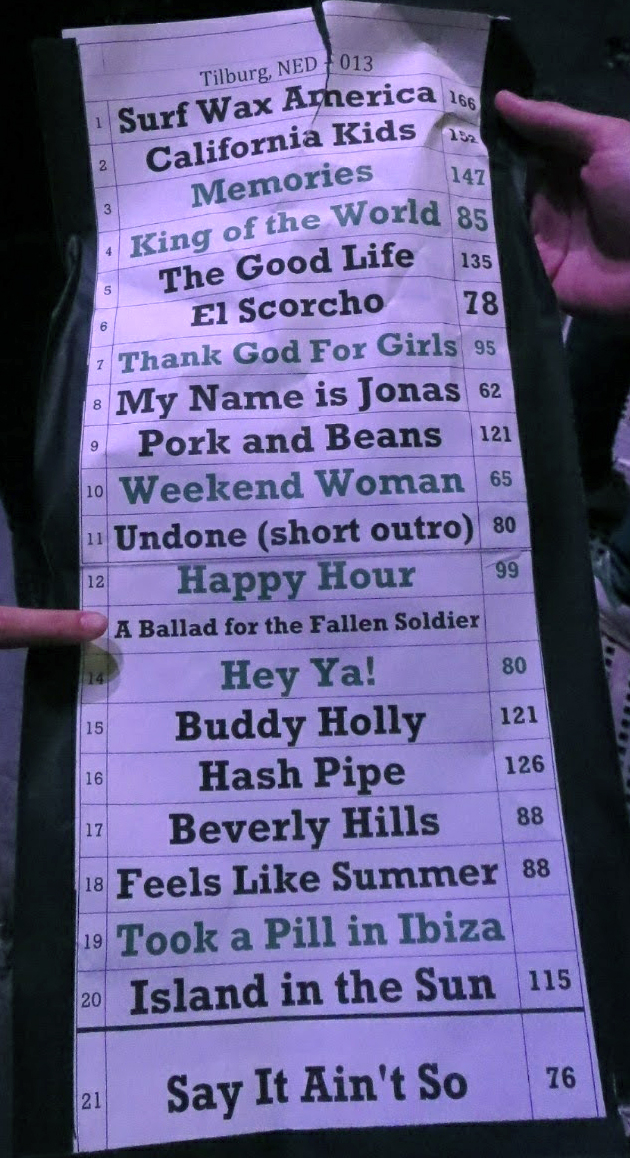 Tilburg, NED - 013
1 Surf Wax America 166
2 California Kids 152
3 Memories 147
4 King of the World 85
5 The Good Life 135
6 El Scorcho 78
7 Thank God For Girls 95
8 My Name is Jonas 62
9 Pork and Beans 121
10 Weekend Woman 65
11 Undone (short outro) 80
12 Happy Hour 99
A Ballad for the Fallen Soldier
14 Hey Ya! 80
15 Buddy Holly 121
16 Hash Pipe 126
17 Beverly Hills 88
18 Feels Like Summer 88
19 Took a Pill in Ibiza
20 Island in the Sun 115
21 Say It Ain't So 76